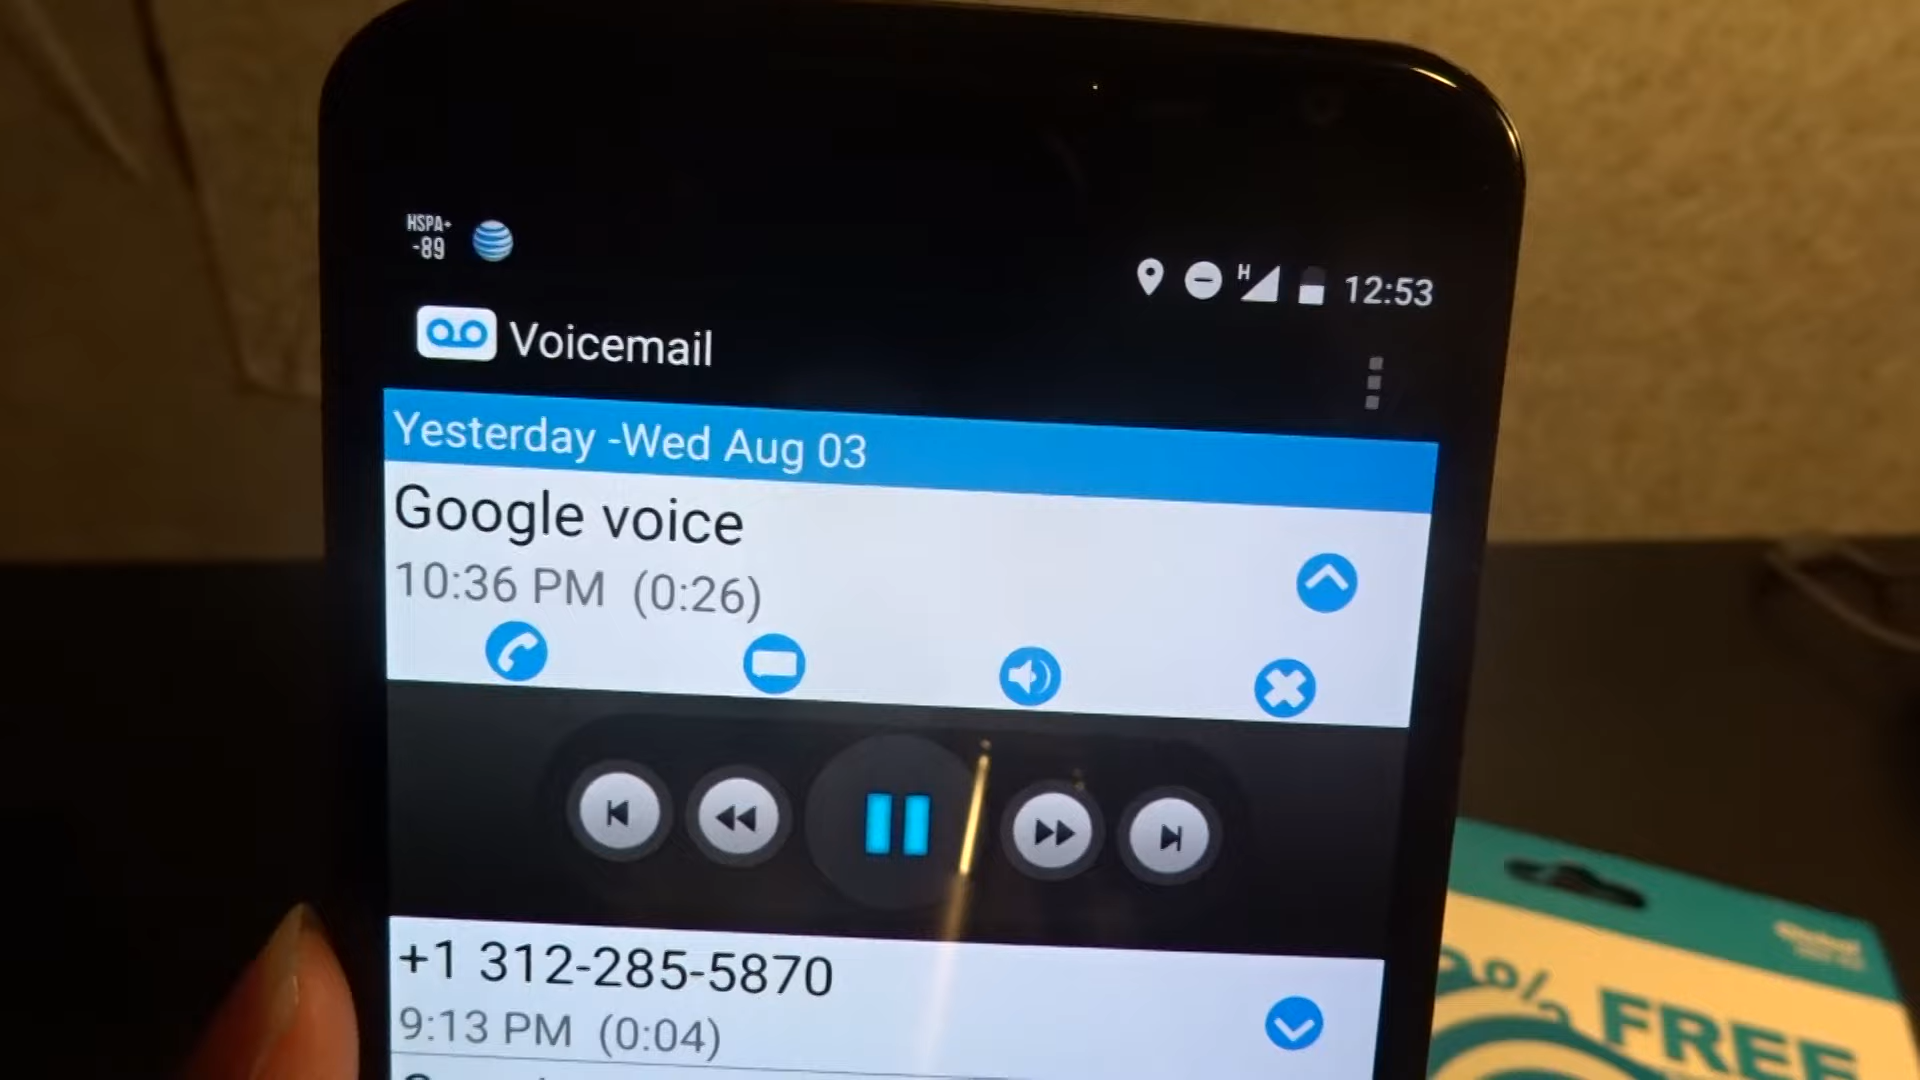 HSPA+
-89
H
12:53
Voicemail
Yesterday -Wed Aug 03
Google voice
10:36 PM (0:26)
+1 312-285-5870
9:13 PM (0:04)
FREE